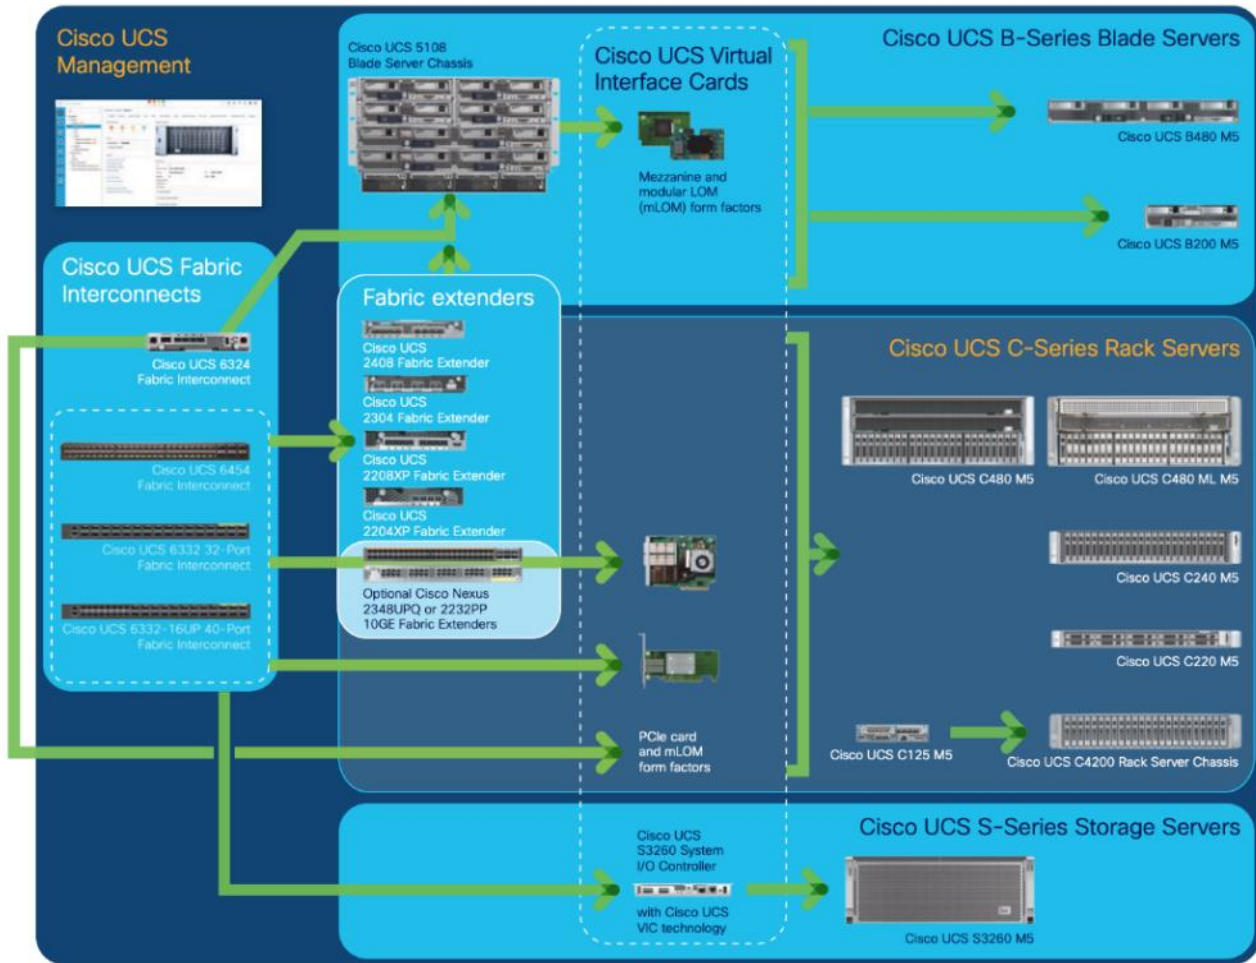 Cisco UCS
Management
Cisco UCS 5108
Blade Server Chassis
Cisco UCS Virtual
Interface Cards
Mezzanine and
modular LOM
(mLOM) form factors
Cisco UCS B-Series Blade Servers
Cisco UCS B480 M5
Cisco UCS B200 M5
Cisco UCS Fabric
Interconnects
Cisco UCS 6324
Fabric Interconnect
Cisco UCS 6454
Fabric Interconnect
Cisco UCS 6332 32-Port
Fabric Interconnect
Cisco UCS 6332-16UP 40-Port
Fabric Interconnect
Fabric extenders
Cisco UCS
2408 Fabric Extender
Cisco UCS
2304 Fabric Extender
Cisco UCS
2208XP Fabric Extender
Cisco UCS
2204XP Fabric Extender
Optional Cisco Nexus
2348UPQ or 2232PP
10GE Fabric Extenders
PCIe card
and mLOM
form factors
Cisco UCS C-Series Rack Servers
Cisco UCS C480 M5
Cisco UCS C480 ML M5
Cisco UCS C240 M5
Cisco UCS C220 M5
Cisco UCS C125 M5
Cisco UCS C4200 Rack Server Chassis
Cisco UCS
S3260 System
I/O Controller
with Cisco UCS
VIC technology
Cisco UCS S-Series Storage Servers
Cisco UCS S3260 M5